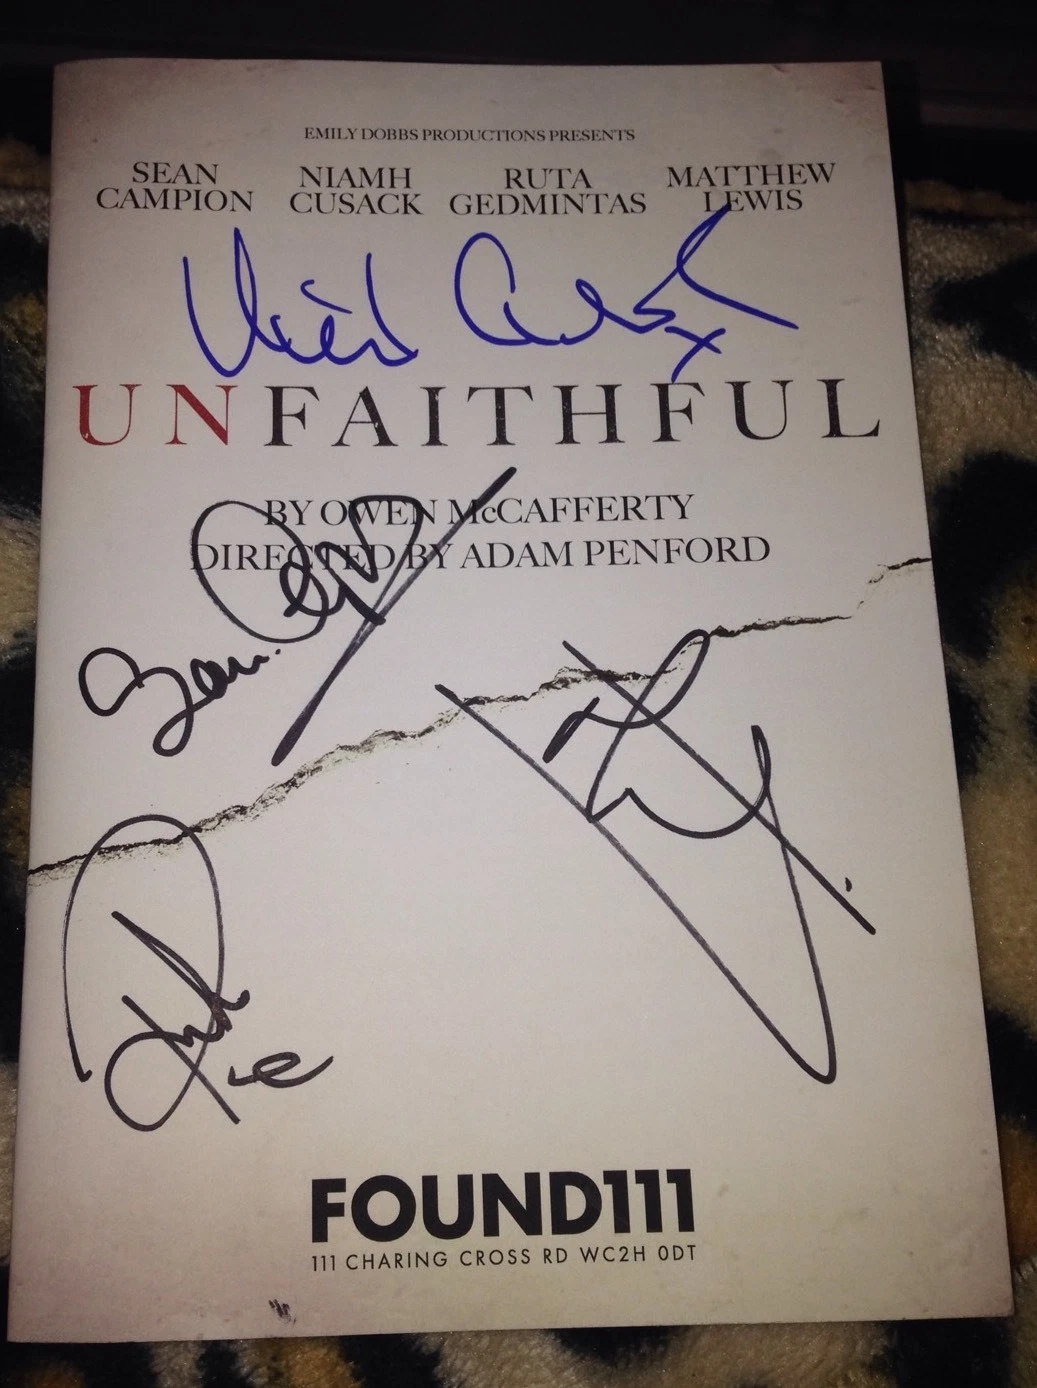 EMILY DOBBS PRODUCTIONS PRESENTS
SEAN CAMPION NIAMH CUSACK RUTA GEDMINTAS MATTHEW LEWIS
UNFAITHFUL
BY OWEN McCAFFERTY
DIRECTED BY ADAM PENFORD
FOUND111
111 CHARING CROSS RD WC2H 0DT